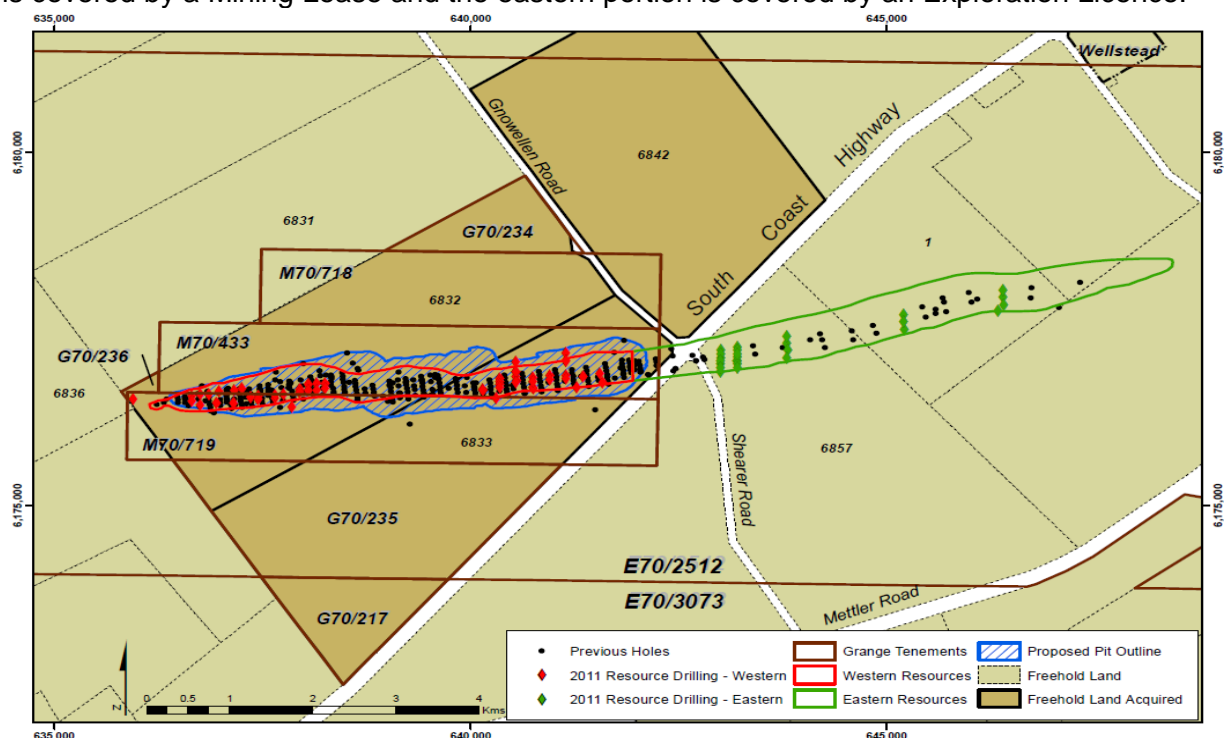 is covered by a Mining Lease and the eastern portion is covered by an Exploration Licence.
635,000 640,000 645,000
Wellstead
Gnowellen Road
Highway
6,180,000 6842 6,180,000
Coast
6831
G70/234
1
M70/718
South
6832
M70/433
G70/236
6836
M70/719
6833
6857
Shearer Road
G70/235
6,175,000 6,175,000
E70/2512
E70/3073
Mettler Road
G70/217
Previous Holes
2011 Resource Drilling - Western
2011 Resource Drilling - Eastern
Grange Tenements
Western Resources
Eastern Resources
Proposed Pit Outline
Freehold Land
Freehold Land Acquired
N
0 0.5 1 2 3 4
Kms
635,000 640,000 645,000